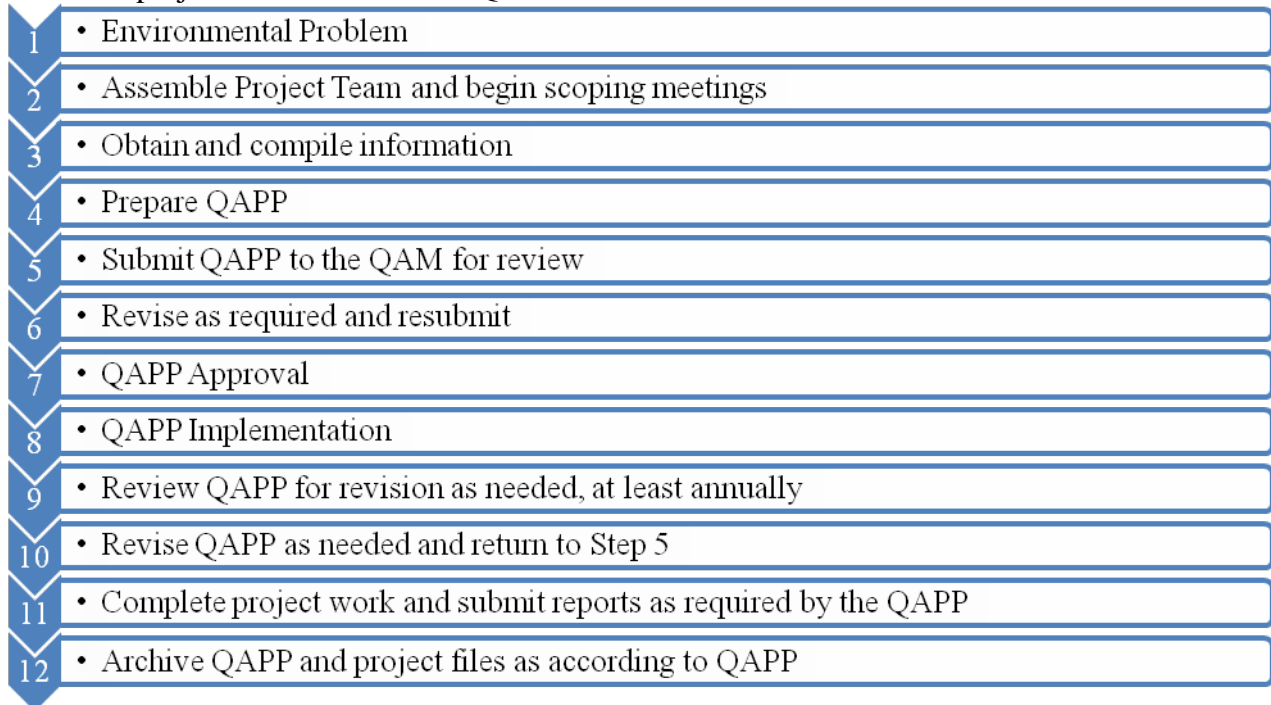 1 • Environmental Problem
2 • Assemble Project Team and begin scoping meetings
3 • Obtain and compile information
4 • Prepare QAPP
5 • Submit QAPP to the QAM for review
6 • Revise as required and resubmit
7 • QAPP Approval
8 • QAPP Implementation
9 • Review QAPP for revision as needed, at least annually
10 • Revise QAPP as needed and return to Step 5
11 • Complete project work and submit reports as required by the QAPP
12 • Archive QAPP and project files as according to QAPP